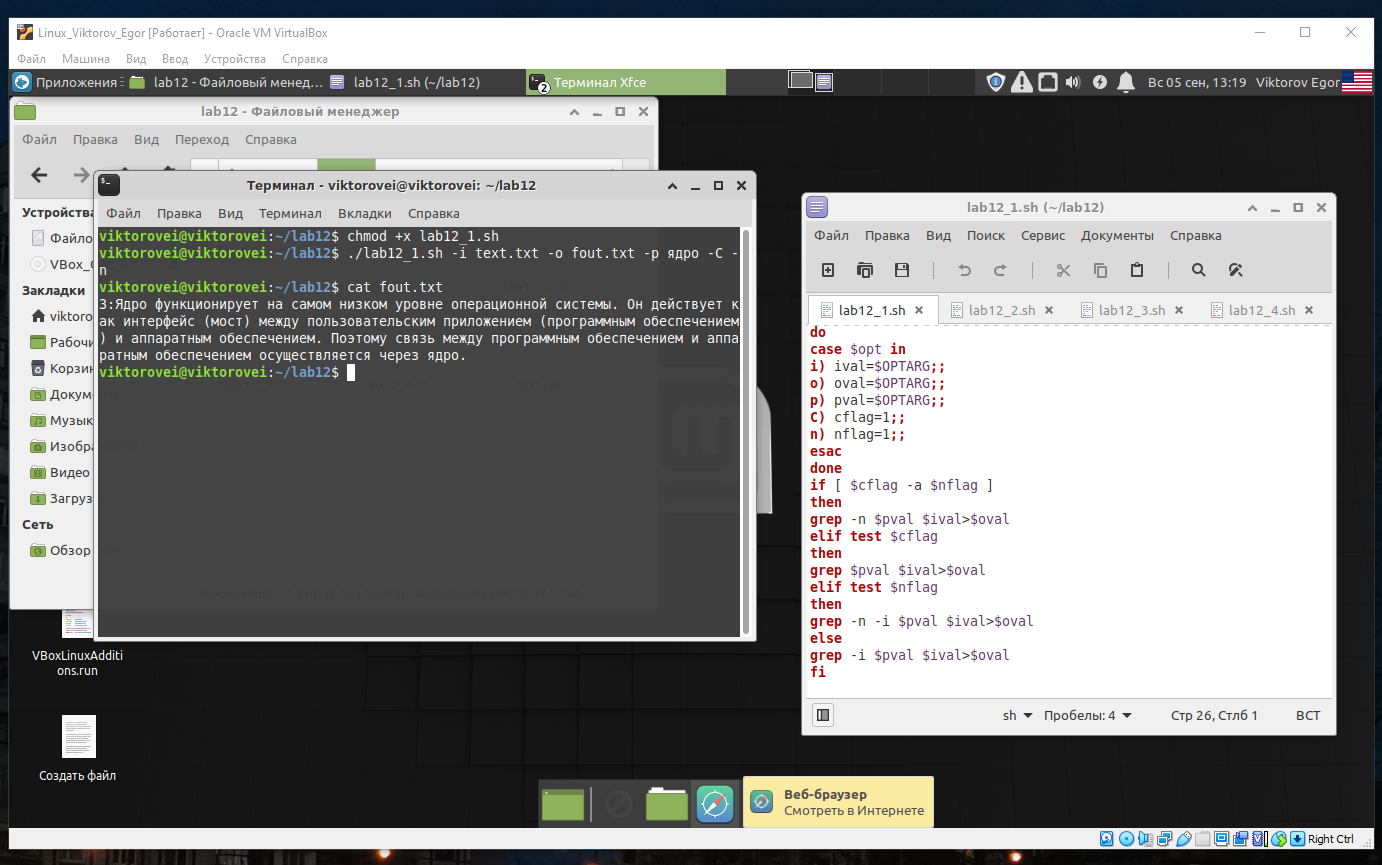 Linux_Viktorov_Egor [Работает] - Oracle VM VirtualBox
Файл Машина Вид Ввод Устройства Справка
Приложения lab12 - Файловый менед... lab12_1.sh (~/lab12) 2 Терминал Xfce Вс 05 сен, 13:19 Viktorov Egor
lab12 - Файловый менеджер
Файл Правка Вид Переход Справка
Устройства
Файло
VBox_
Закладки
viktoro
Рабочи
Корзин
Докум
Музык
Изобра
Видео
Загруз
Сеть
Обзор
Терминал - viktorovei@viktorovei: ~/lab12
Файл Правка Вид Терминал Вкладки Справка
viktorovei@viktorovei:~/lab12$ chmod +x lab12_1.sh
viktorovei@viktorovei:~/lab12$ ./lab12_1.sh -i text.txt -o fout.txt -p ядро -C -
n
viktorovei@viktorovei:~/lab12$ cat fout.txt
3:Ядро функционирует на самом низком уровне операционной системы. Он действует к
ак интерфейс (мост) между пользовательским приложением (программным обеспечением
) и аппаратным обеспечением. Поэтому связь между программным обеспечением и аппа
ратным обеспечением осуществляется через ядро.
viktorovei@viktorovei:~/lab12$
lab12_1.sh (~/lab12)
Файл Правка Вид Поиск Сервис Документы Справка
lab12_1.sh lab12_2.sh lab12_3.sh lab12_4.sh
do
case $opt in
i) ival=$OPTARG;;
o) oval=$OPTARG;;
p) pval=$OPTARG;;
C) cflag=1;;
n) nflag=1;;
esac
done
if [ $cflag -a $nflag ]
then
grep -n $pval $ival>$oval
elif test $cflag
then
grep $pval $ival>$oval
elif test $nflag
then
grep -n -i $pval $ival>$oval
else
grep -i $pval $ival>$oval
fi
sh Пробелы: 4 Стр 26, Стлб 1 ВСТ
VBoxLinuxAdditi
ons.run
Создать файл
Веб-браузер
Смотреть в Интернете
Right Ctrl